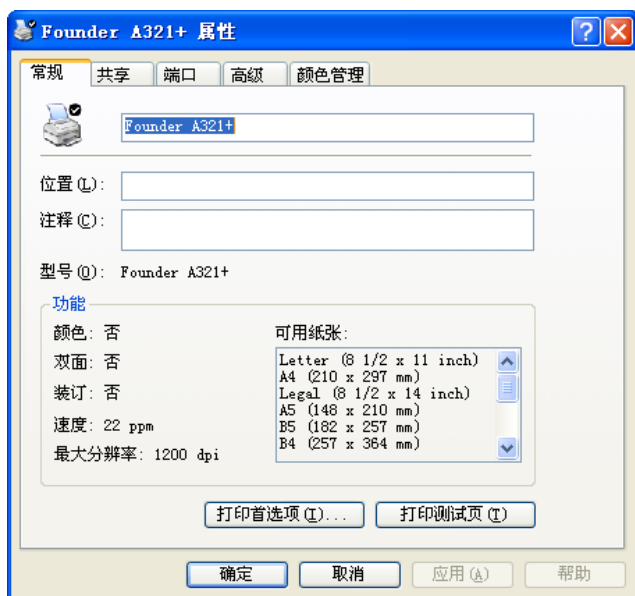 Founder A321+ 属性
常规 共享 端口 高级 颜色管理
Founder A321+
位置(L):
注释(C):
型号(O): Founder A321+
功能
颜色: 否 可用纸张:
双面: 否 Letter (8 1/2 x 11 inch)
A4 (210 x 297 mm)
装订: 否 Legal (8 1/2 x 14 inch)
A5 (148 x 210 mm)
速度: 22 ppm B5 (182 x 257 mm)
B4 (257 x 364 mm)
最大分辨率: 1200 dpi
打印首选项(I)... 打印测试页(T)
确定 取消 应用(A) 帮助